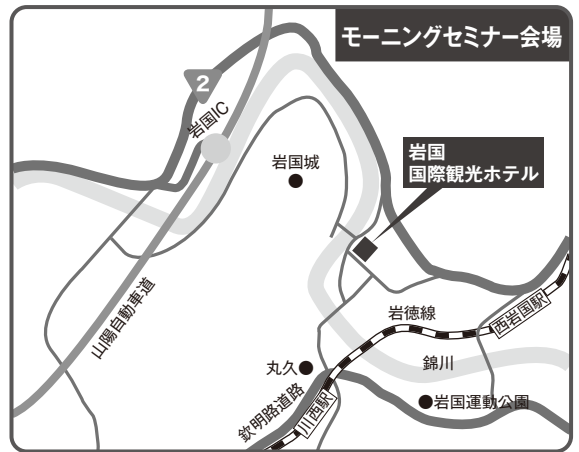 モーニングセミナー会場
2
岩国IC
岩国城
岩国
国際観光ホテル
山陽自動車道
岩徳線
西岩国駅
錦川
丸久
岩国運動公園
欽明路道路
川西駅